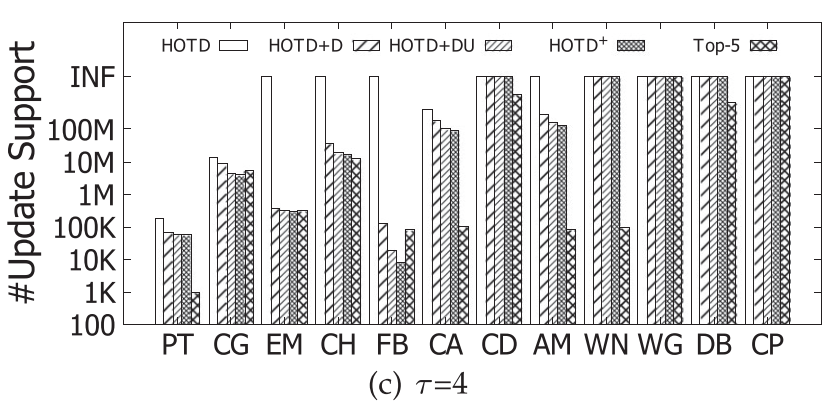 HOTD HOTD+D HOTD+DU HOTD⁺ Top-5
#Update Support
INF
100M
10M
1M
100K
10K
1K
100
PT CG EM CH FB CA CD AM WN WG DB CP
(c) τ=4